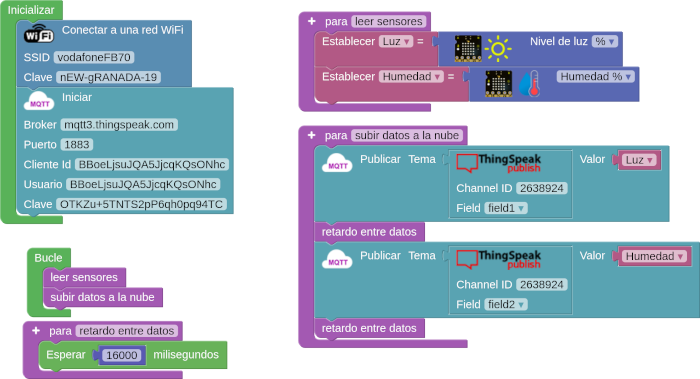 Inicializar
WiFi Conectar a una red WiFi
SSID vodafoneFB70
Clave nEW-gRANADA-19
MQTT Iniciar
Broker mqtt3.thingspeak.com
Puerto 1883
Cliente Id BBoeLjsuJQA5JjcqKQsONhc
Usuario BBoeLjsuJQA5JjcqKQsONhc
Clave OTKZu+5TNTS2pP6qh0pq94TC
Bucle
leer sensores
subir datos a la nube
+ para retardo entre datos
Esperar 16000 milisegundos
+ para leer sensores
Establecer Luz ▾ = Nivel de luz % ▾
Establecer Humedad ▾ = Humedad % ▾
+ para subir datos a la nube
MQTT Publicar Tema ThingSpeak publish Valor Luz ▾
Channel ID 2638924
Field field1 ▾
retardo entre datos
MQTT Publicar Tema ThingSpeak publish Valor Humedad ▾
Channel ID 2638924
Field field2 ▾
retardo entre datos